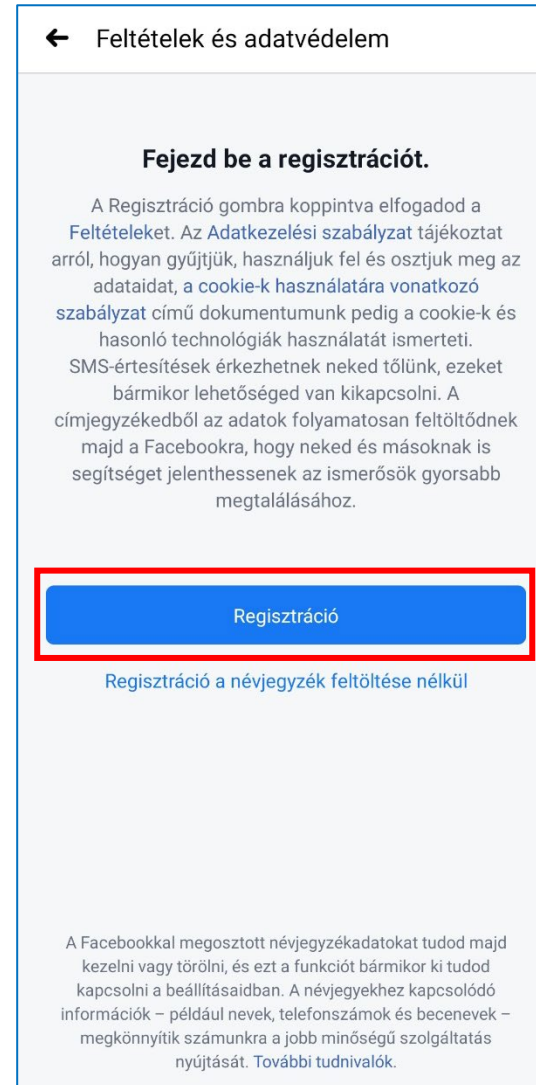 Feltételek és adatvédelem
Fejezd be a regisztrációt.
A Regisztráció gombra koppintva elfogadod a
Feltételeket. Az Adatkezelési szabályzat tájékoztat
arról, hogyan gyűjtjük, használjuk fel és osztjuk meg az
adataidat, a cookie-k használatára vonatkozó
szabályzat című dokumentumunk pedig a cookie-k és
hasonló technológiák használatát ismerteti.
SMS-értesítések érkezhetnek neked tőlünk, ezeket
bármikor lehetőséged van kikapcsolni. A
címjegyzékedből az adatok folyamatosan feltöltődnek
majd a Facebookra, hogy neked és másoknak is
segítséget jelenthessenek az ismerősök gyorsabb
megtalálásához.
Regisztráció
Regisztráció a névjegyzék feltöltése nélkül
A Facebookkal megosztott névjegyzékadatokat tudod majd
kezelni vagy törölni, és ezt a funkciót bármikor ki tudod
kapcsolni a beállításaidban. A névjegyekhez kapcsolódó
információk – például nevek, telefonszámok és becenevek –
megkönnyítik számunkra a jobb minőségű szolgáltatás
nyújtását. További tudnivalók.